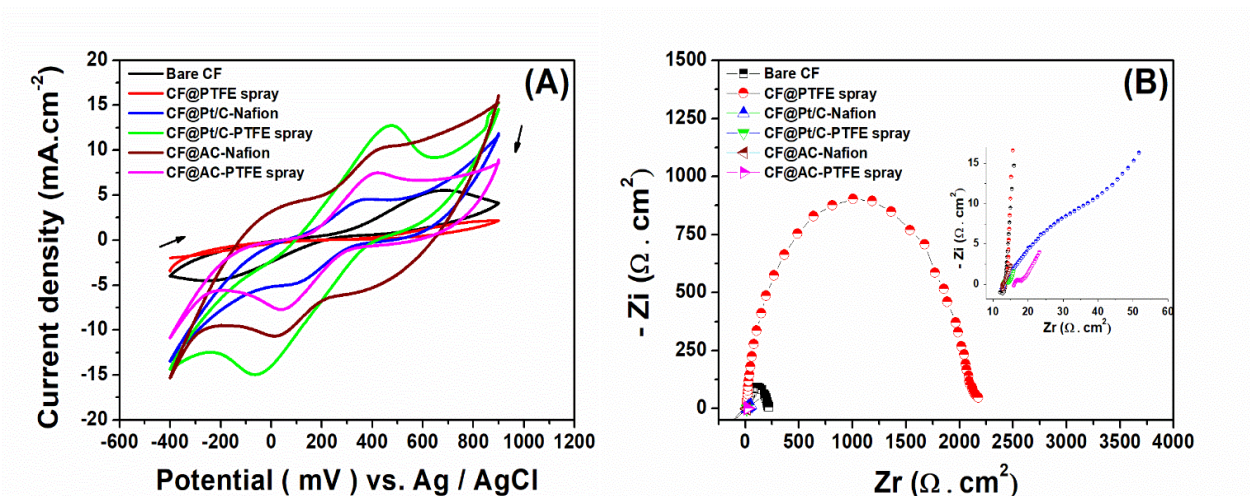 (A)
Bare CF
CF@PTFE spray
CF@Pt/C-Nafion
CF@Pt/C-PTFE spray
CF@AC-Nafion
CF@AC-PTFE spray
Current density (mA.cm-2)
20
15
10
5
0
-5
-10
-15
-20
-600 -400 -200 0 200 400 600 800 1000 1200
Potential ( mV) vs. Ag / AgCl
(B)
Bare CF
CF@PTFE spray
CF@Pt/C-Nafion
CF@Pt/C-PTFE spray
CF@AC-Nafion
CF@AC-PTFE spray
- Zi (Ω . cm2)
1500
1250
1000
750
500
250
0
0 500 1000 1500 2000 2500 3000 3500 4000
Zr (Ω . cm2)
- Zi (Ω . cm2)
15
10
5
0
10 20 30 40 50 60
Zr (Ω . cm2)